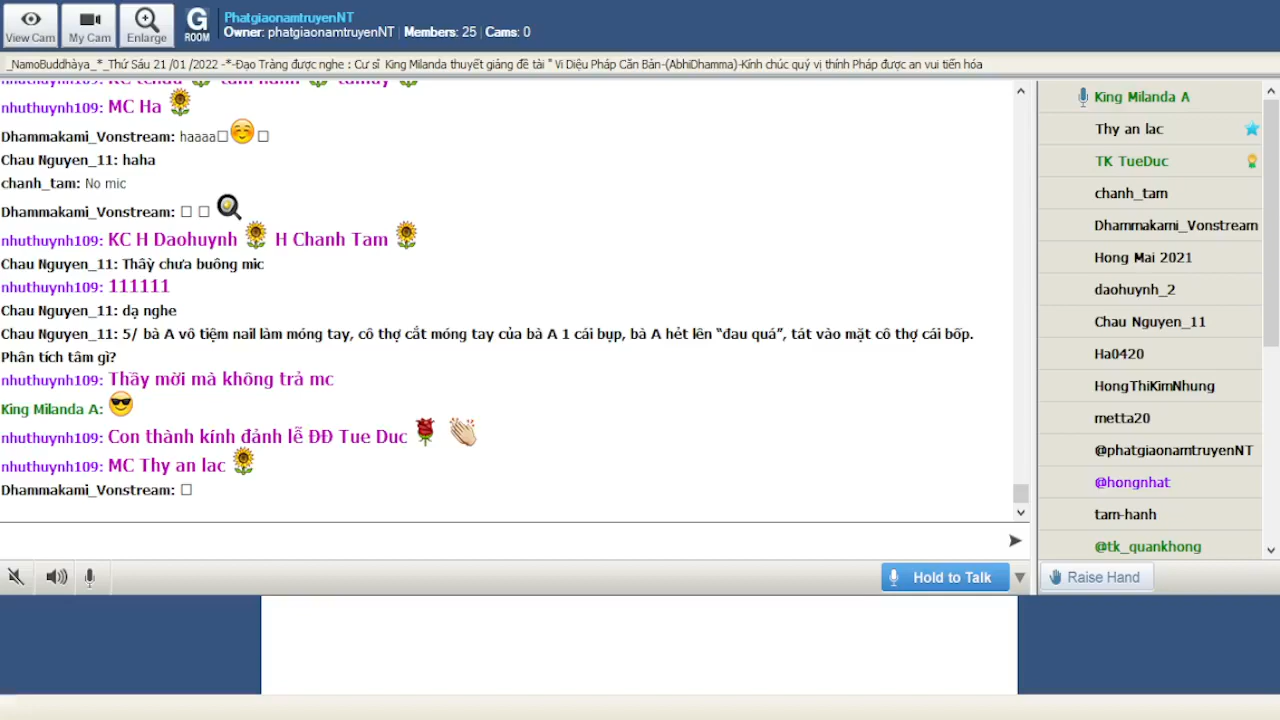 View Cam
My Cam
Enlarge
G
ROOM
PhatgiaonamtruyenNT
Owner: phatgiaonamtruyenNT | Members: 25 | Cams: 0
_NamoBuddhàya_*_Thứ Sáu 21 /01 /2022 -*-Đạo Tràng được nghe : Cư sĩ King Milanda thuyết giảng đề tài " Vi Diệu Pháp Căn Bản-(AbhiDhamma)-Kính chúc quý vị thính Pháp được an vui tiến hóa
nhuthuynh109: MC Ha
Dhammakami_Vonstream: haaaa
Chau Nguyen_11: haha
chanh_tam: No mic
Dhammakami_Vonstream:
nhuthuynh109: KC H Daohuynh H Chanh Tam
Chau Nguyen_11: Thầy chưa buông mic
nhuthuynh109: 111111
Chau Nguyen_11: dạ nghe
Chau Nguyen_11: 5/ bà A vô tiệm nail làm móng tay, cô thợ cắt móng tay của bà A 1 cái bụp, bà A hét lên “đau quá”, tát vào mặt cô thợ cái bốp.
Phân tích tâm gì?
nhuthuynh109: Thầy mời mà không trả mc
King Milanda A:
nhuthuynh109: Con thành kính đảnh lễ ĐĐ Tue Duc
nhuthuynh109: MC Thy an lac
Dhammakami_Vonstream:
Hold to Talk
King Milanda A
Thy an lac
TK TueDuc
chanh_tam
Dhammakami_Vonstream
Hong Mai 2021
daohuynh_2
Chau Nguyen_11
Ha0420
HongThiKimNhung
metta20
@phatgiaonamtruyenNT
@hongnhat
tam-hanh
@tk_quankhong
Raise Hand